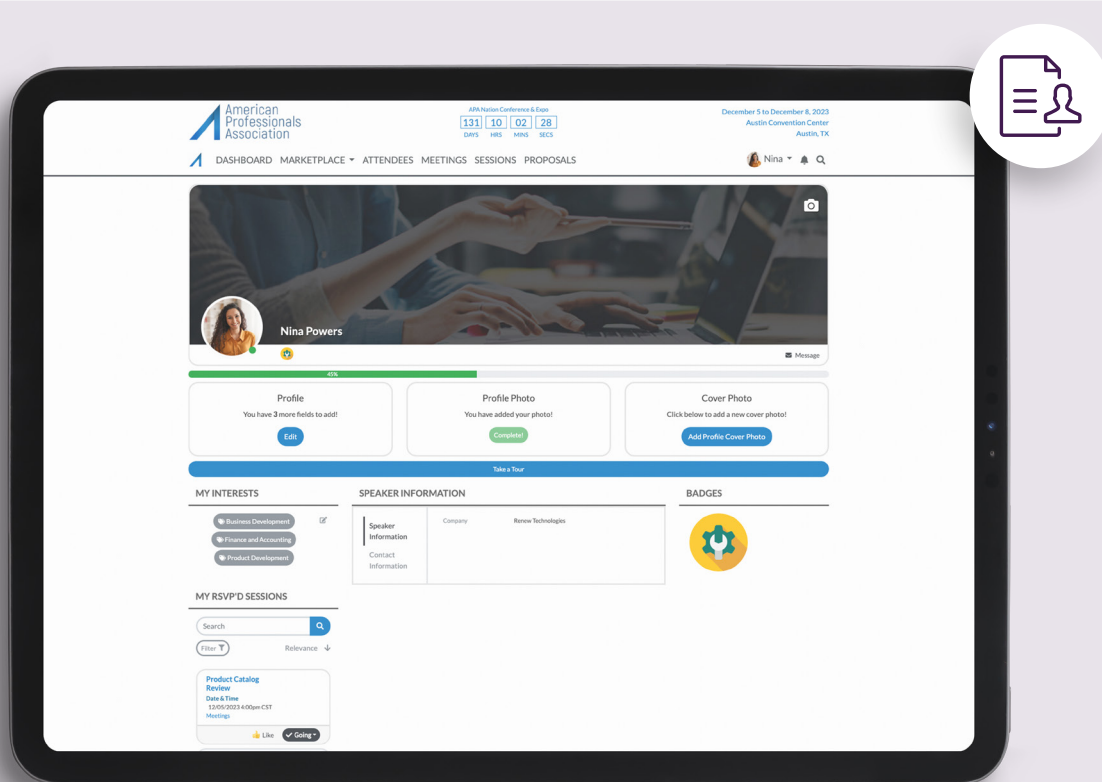 American
Professionals
Association
APA Nation Conference & Expo
131 10 02 28
DAYS HRS MINS SECS
December 5 to December 8, 2023
Austin Convention Center
Austin, TX
DASHBOARD MARKETPLACE ATTENDEES MEETINGS SESSIONS PROPOSALS
Nina
Nina Powers
Message
45%
Profile
You have 3 more fields to add!
Edit
Profile Photo
You have added your photo!
Complete!
Cover Photo
Click below to add a new cover photo!
Add Profile Cover Photo
Take a Tour
MY INTERESTS
Business Development
Finance and Accounting
Product Development
SPEAKER INFORMATION
Speaker
Information
Contact
Information
Company Renew Technologies
BADGES
MY RSVP'D SESSIONS
Search
Filter
Relevance
Product Catalog
Review
Date & Time
12/05/2023 4:00pm CST
Meetings
Like
Going